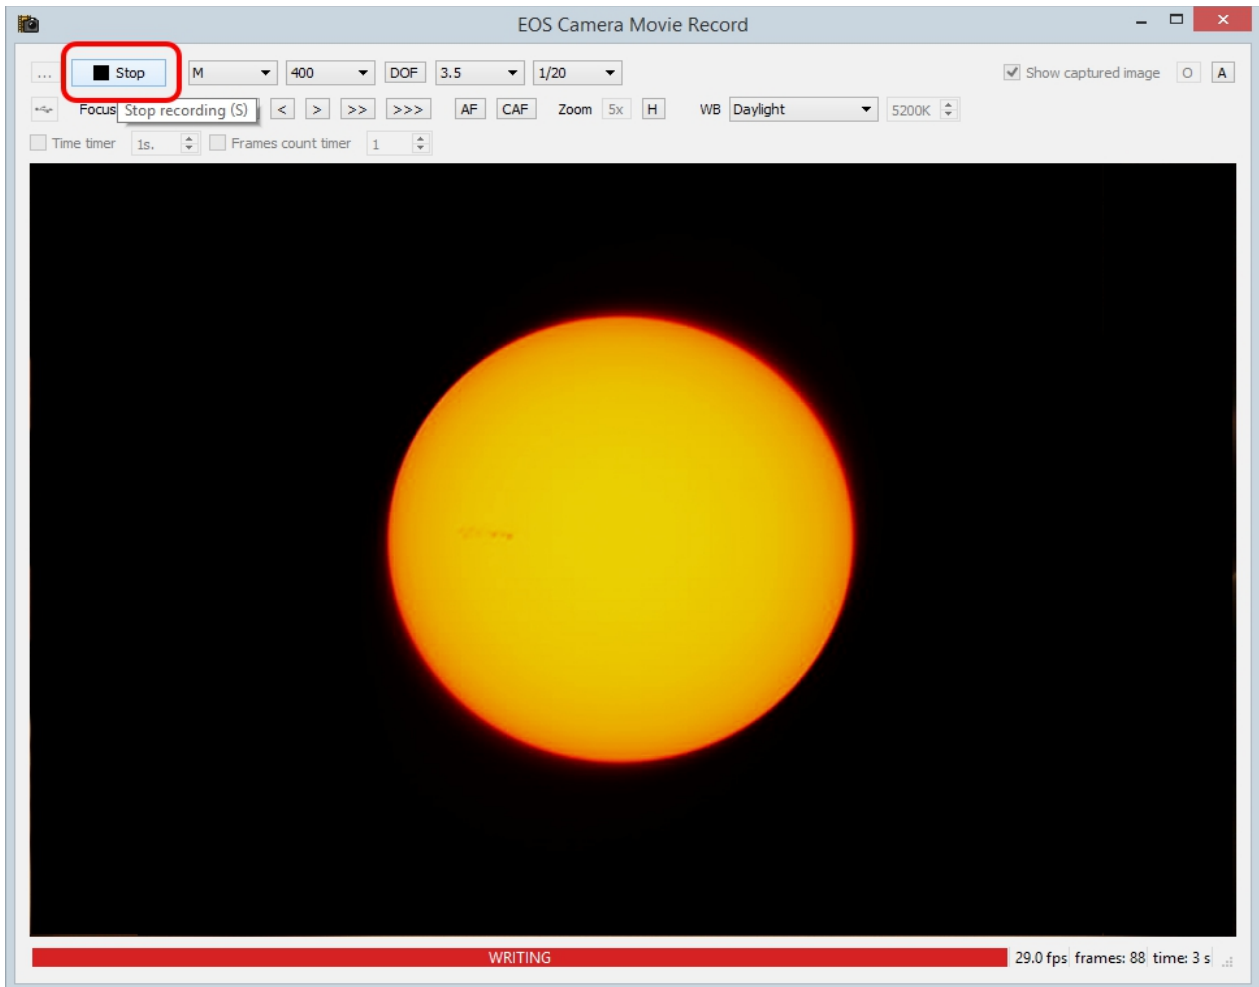 EOS Camera Movie Record
... Stop M 400 DOF 3.5 1/20 Show captured image O A
Focus Stop recording (S) < > >> >>> AF CAF Zoom 5x H WB Daylight 5200K
Time timer 1s. Frames count timer 1
WRITING 29.0 fps frames: 88 time: 3 s